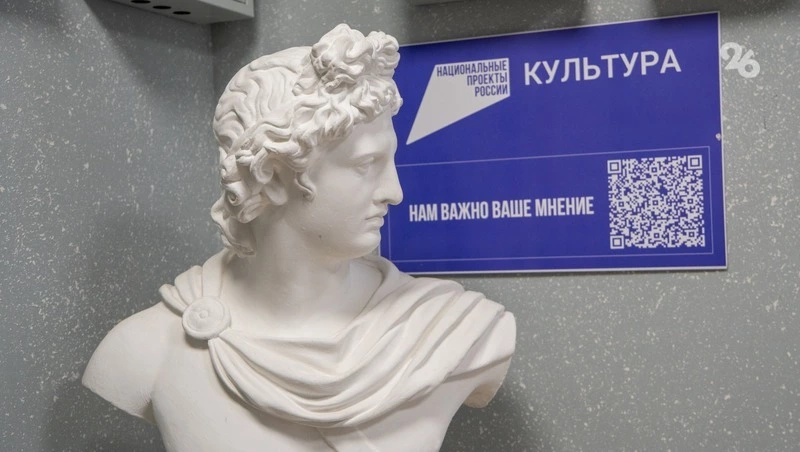 НАЦИОНАЛЬНЫЕ
ПРОЕКТЫ
РОССИИ
КУЛЬТУРА
26
НАМ ВАЖНО ВАШЕ МНЕНИЕ